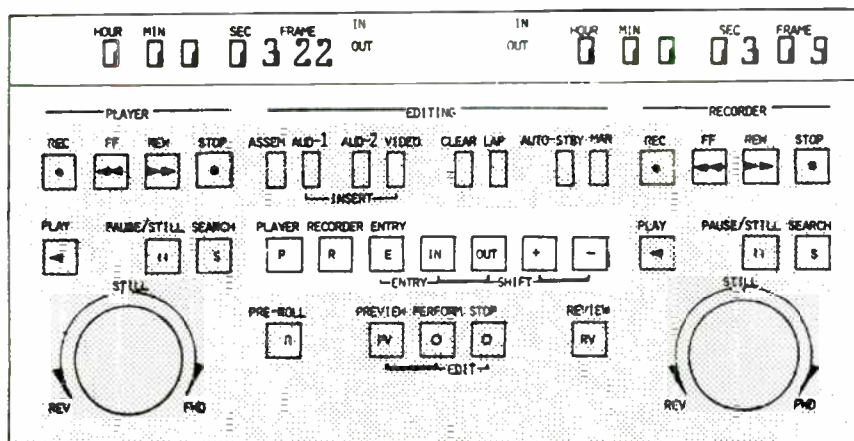 HOUR MIN SEC FRAME IN IN HOUR MIN SEC FRAME
0 0 0 0 3 22 OUT OUT 0 0 0 0 3 0 9
PLAYER EDITING RECORDER
REC FF REW STOP ASSEM AUD-1 AUD-2 VIDEO CLEAR LAP AUTO-STBY MAN REC FF REW STOP
INSERT
PLAY PAUSE/STILL SEARCH PLAYER RECORDER ENTRY PLAY PAUSE/STILL SEARCH
S P R E IN OUT + - S
ENTRY SHIFT
STILL STILL
PRE-ROLL PREVIEW PERFORM STOP REVIEW
PV O O RV
EDIT
REV FWD REV FWD